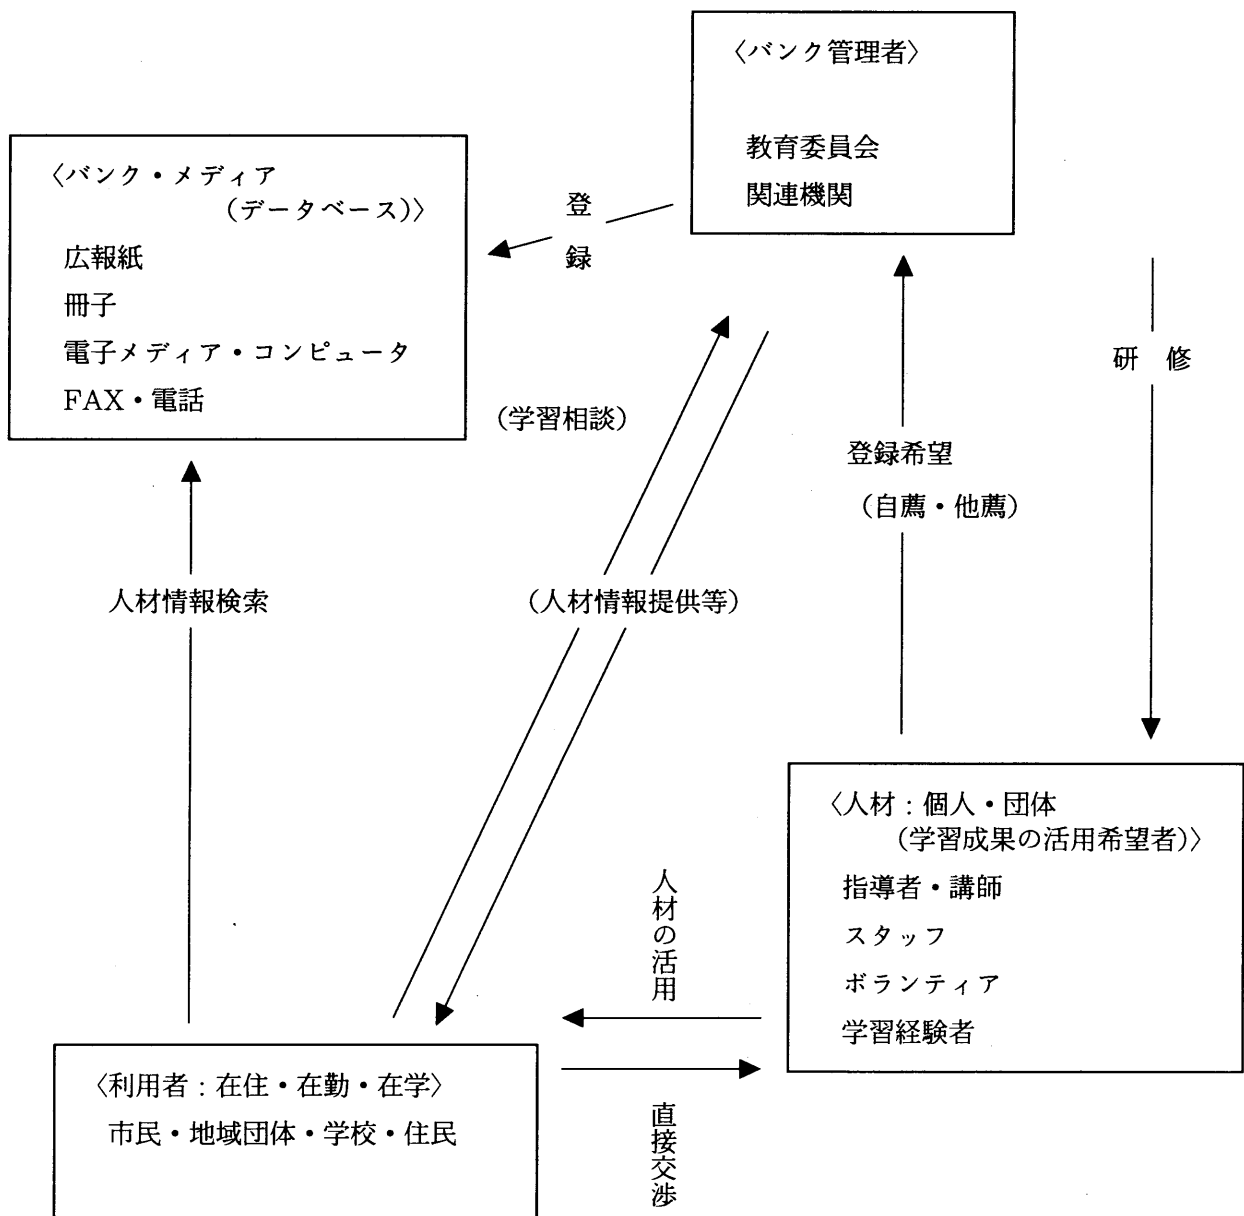 〈バンク管理者〉
教育委員会
関連機関
〈バンク・メディア
(データベース)〉
広報紙
冊子
電子メディア・コンピュータ
FAX・電話
登録
研修
(学習相談)
登録希望
(自薦・他薦)
人材情報検索
(人材情報提供等)
〈人材:個人・団体
(学習成果の活用希望者)〉
指導者・講師
スタッフ
ボランティア
学習経験者
人材の活用
直接交渉
〈利用者:在住・在勤・在学〉
市民・地域団体・学校・住民